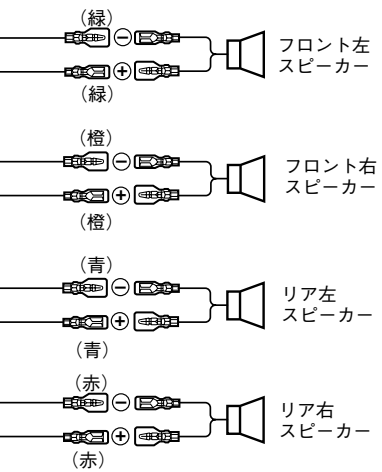 (緑)
⊖
フロント左
スピーカー
⊕
(緑)
(橙)
⊖
フロント右
スピーカー
⊕
(橙)
(青)
⊖
リア左
スピーカー
⊕
(青)
(赤)
⊖
リア右
スピーカー
⊕
(赤)